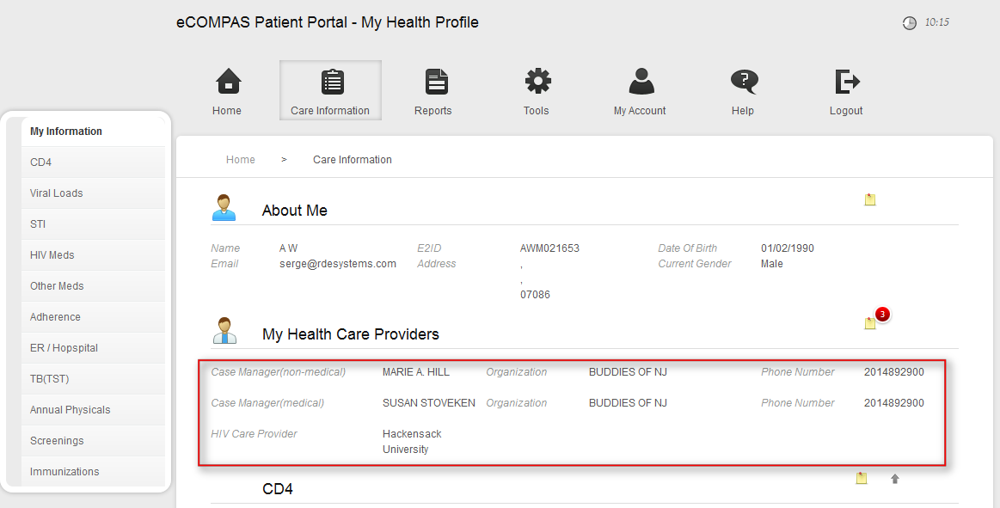 eCOMPAS Patient Portal - My Health Profile
10:15
Home
Care Information
Reports
Tools
My Account
Help
Logout
My Information
CD4
Viral Loads
STI
HIV Meds
Other Meds
Adherence
ER / Hopspital
TB(TST)
Annual Physicals
Screenings
Immunizations
Home > Care Information
About Me
Name A W E2ID AWM021653 Date Of Birth 01/02/1990
Email serge@rdesystems.com Address , Current Gender Male
,
07086
3
My Health Care Providers
Case Manager(non-medical) MARIE A. HILL Organization BUDDIES OF NJ Phone Number 2014892900
Case Manager(medical) SUSAN STOVEKEN Organization BUDDIES OF NJ Phone Number 2014892900
HIV Care Provider Hackensack
University
CD4